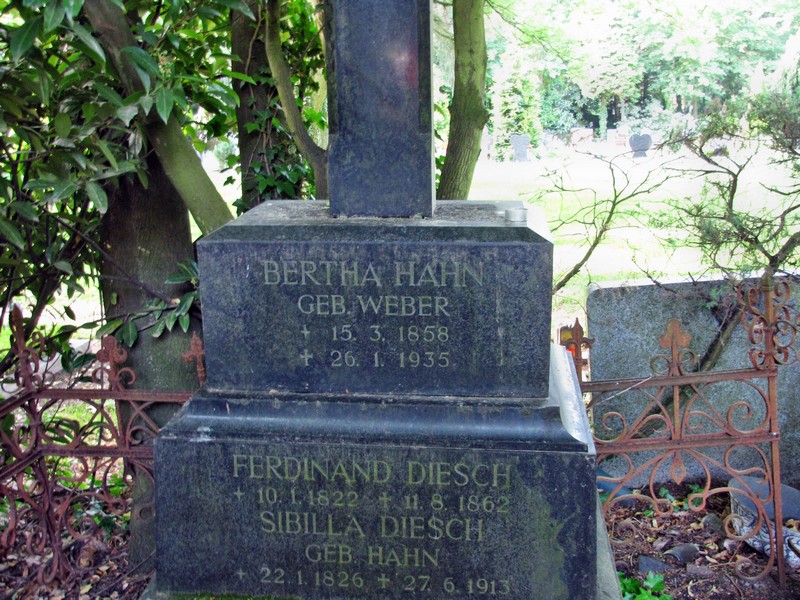 BERTHA HAHN
GEB. WEBER
+ 15. 3. 1858
+ 26. 1. 1935
FERDINAND DIESCH
+ 10. 1. 1822 + 11. 8. 1862
SIBILLA DIESCH
GEB HAHN
+ 22. 1. 1826 + 27. 6. 1913